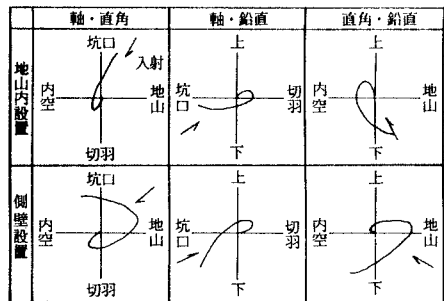 軸・直角 軸・鉛直 直角・鉛直
地山内設置
坑口 入射 内空 地山 切羽
上 坑口 切羽 下
上 内空 地山 下
側壁設置
坑口 内空 地山 切羽
上 坑口 切羽 下
上 内空 地山 下